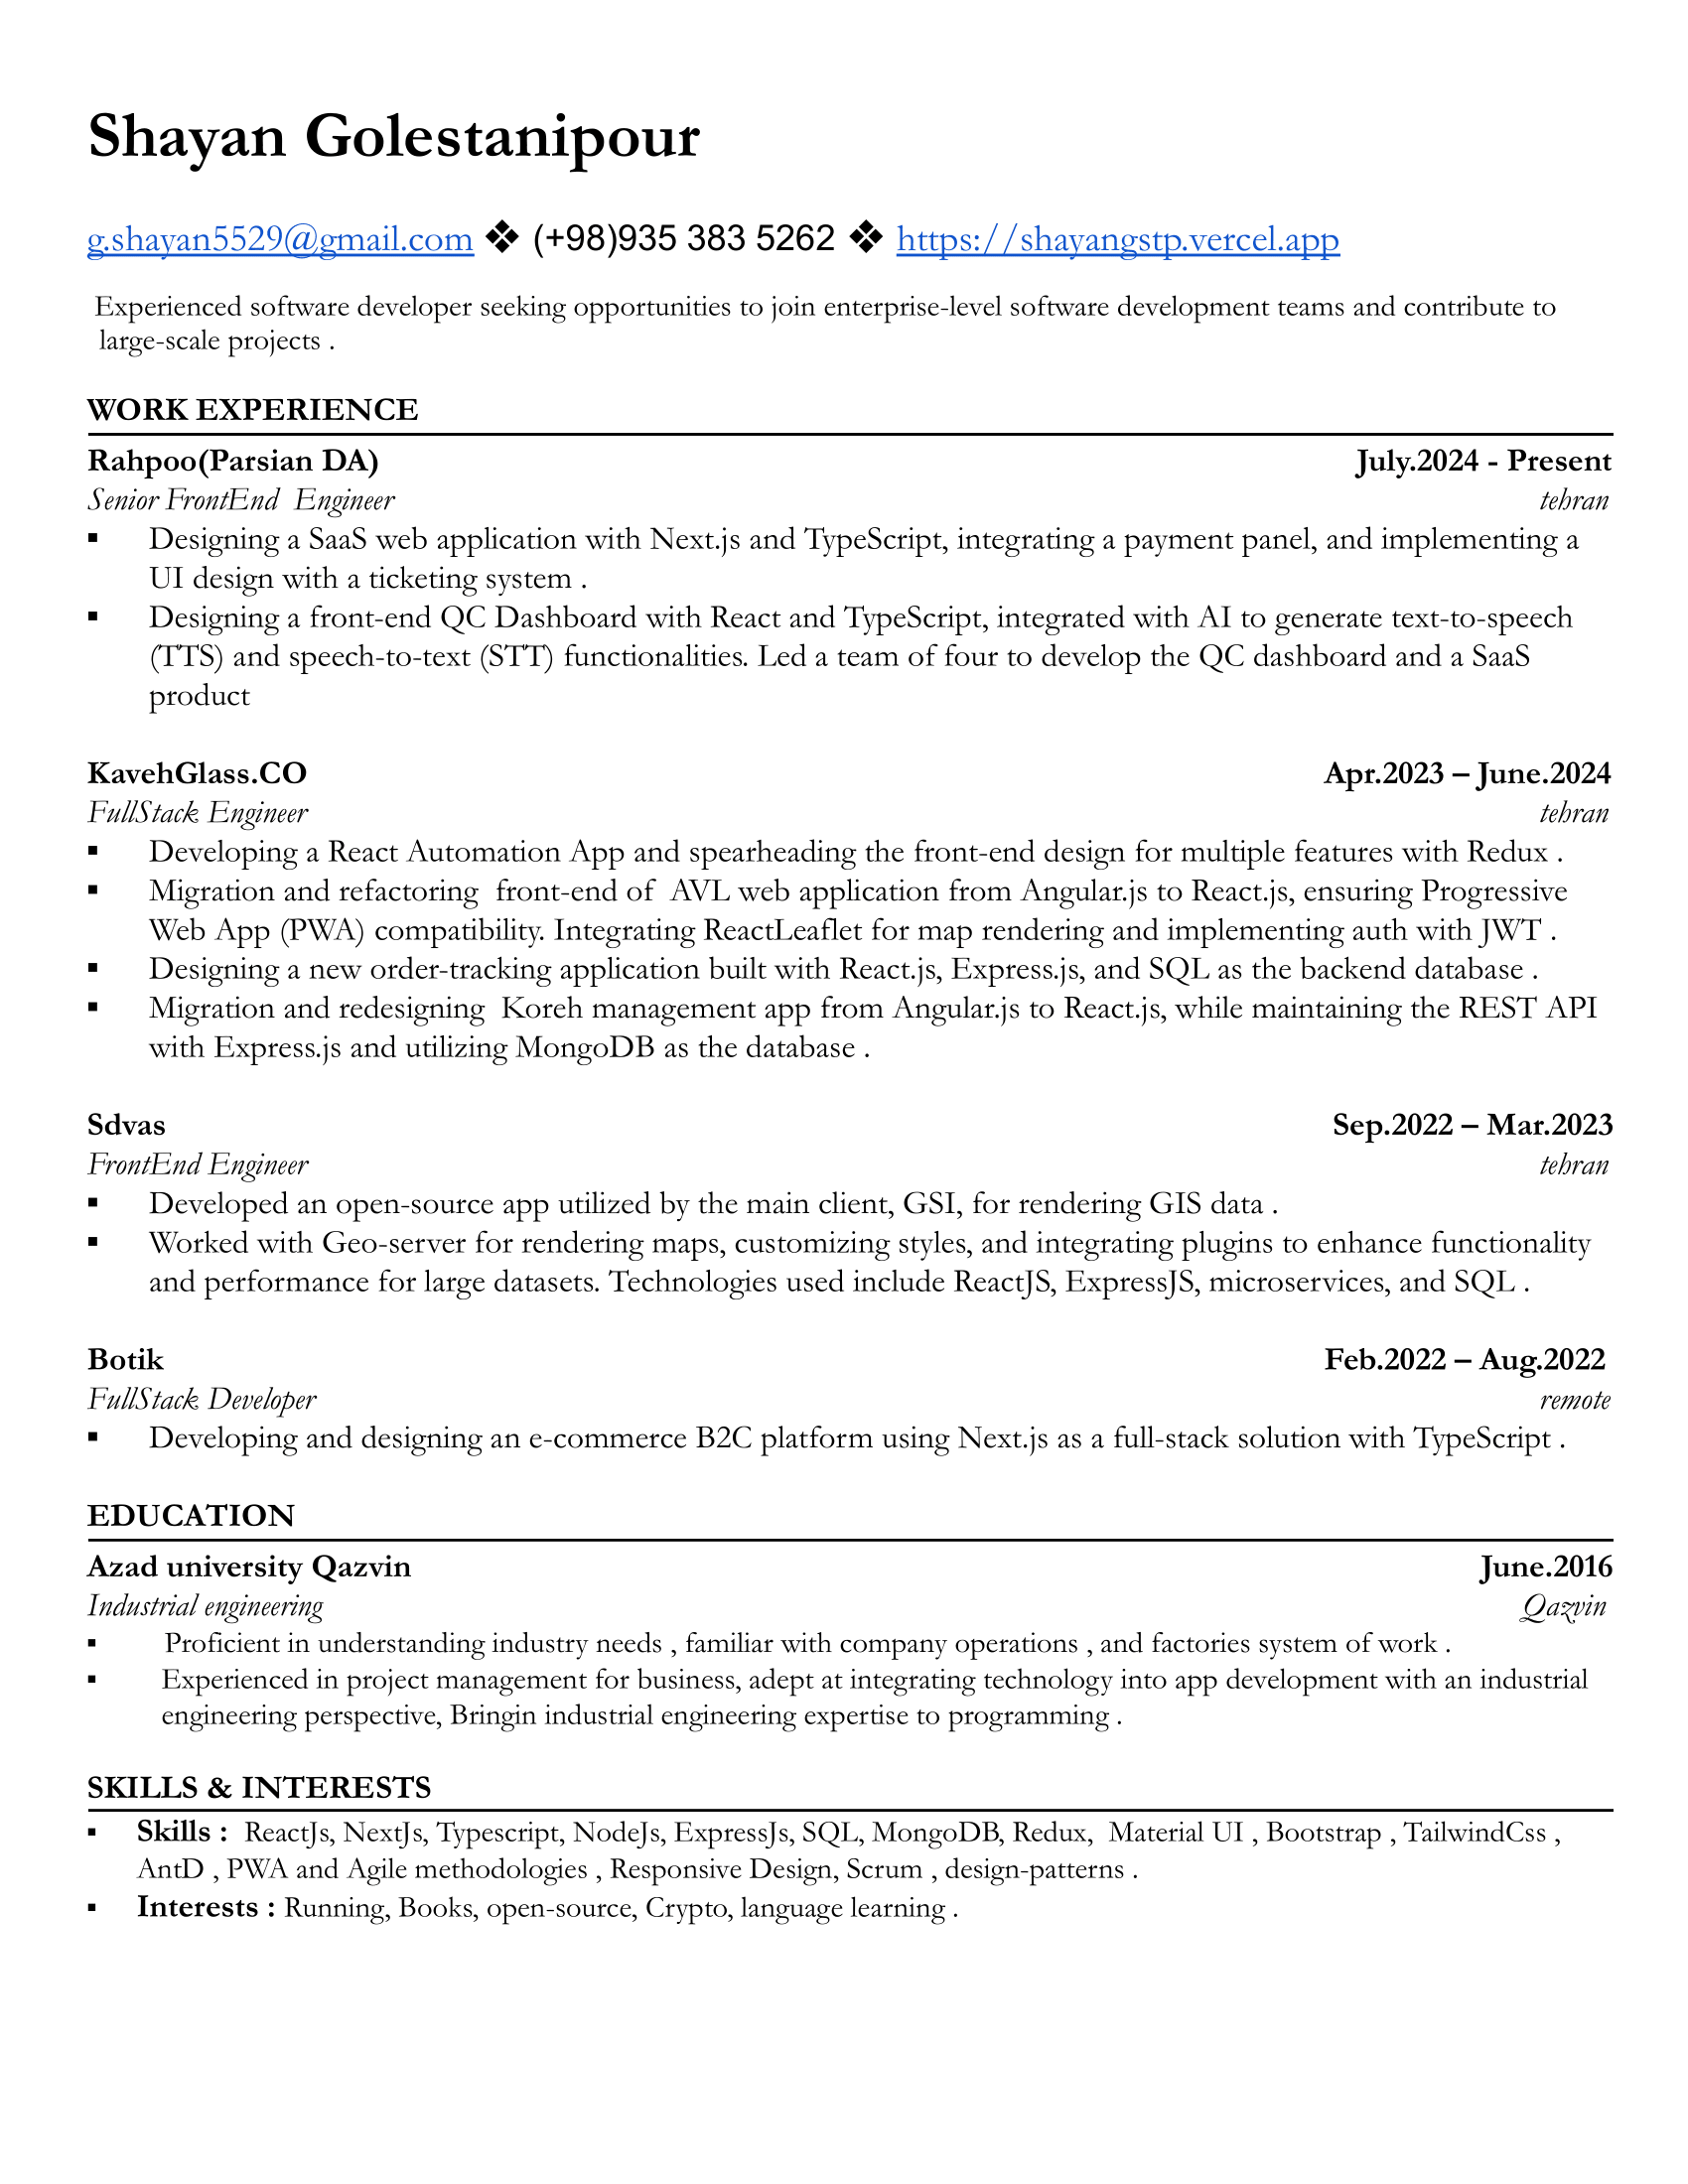 Shayan Golestanipour
g.shayan5529@gmail.com ❖ (+98)935 383 5262 ❖ https://shayangstp.vercel.app
Experienced software developer seeking opportunities to join enterprise-level software development teams and contribute to
large-scale projects .
WORK EXPERIENCE
Rahpoo(Parsian DA) July.2024 - Present
Senior FrontEnd Engineer tehran
▪ Designing a SaaS web application with Next.js and TypeScript, integrating a payment panel, and implementing a
UI design with a ticketing system .
▪ Designing a front-end QC Dashboard with React and TypeScript, integrated with AI to generate text-to-speech
(TTS) and speech-to-text (STT) functionalities. Led a team of four to develop the QC dashboard and a SaaS
product
KavehGlass.CO Apr.2023 – June.2024
FullStack Engineer tehran
▪ Developing a React Automation App and spearheading the front-end design for multiple features with Redux .
▪ Migration and refactoring front-end of AVL web application from Angular.js to React.js, ensuring Progressive
Web App (PWA) compatibility. Integrating ReactLeaflet for map rendering and implementing auth with JWT .
▪ Designing a new order-tracking application built with React.js, Express.js, and SQL as the backend database .
▪ Migration and redesigning Koreh management app from Angular.js to React.js, while maintaining the REST API
with Express.js and utilizing MongoDB as the database .
Sdvas Sep.2022 – Mar.2023
FrontEnd Engineer tehran
▪ Developed an open-source app utilized by the main client, GSI, for rendering GIS data .
▪ Worked with Geo-server for rendering maps, customizing styles, and integrating plugins to enhance functionality
and performance for large datasets. Technologies used include ReactJS, ExpressJS, microservices, and SQL .
Botik Feb.2022 – Aug.2022
FullStack Developer remote
▪ Developing and designing an e-commerce B2C platform using Next.js as a full-stack solution with TypeScript .
EDUCATION
Azad university Qazvin June.2016
Industrial engineering Qazvin
▪ Proficient in understanding industry needs , familiar with company operations , and factories system of work .
▪ Experienced in project management for business, adept at integrating technology into app development with an industrial
engineering perspective, Bringin industrial engineering expertise to programming .
SKILLS & INTERESTS
▪ Skills : ReactJs, NextJs, Typescript, NodeJs, ExpressJs, SQL, MongoDB, Redux, Material UI , Bootstrap , TailwindCss ,
AntD , PWA and Agile methodologies , Responsive Design, Scrum , design-patterns .
▪ Interests : Running, Books, open-source, Crypto, language learning .